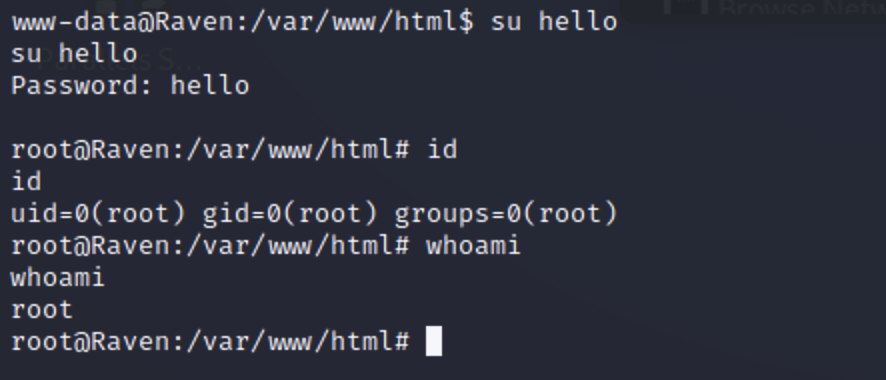 Browse Netw
www-data@Raven:/var/www/html$ su hello
su hello
Password: hello
root@Raven:/var/www/html# id
id
uid=0(root) gid=0(root) groups=0(root)
root@Raven:/var/www/html# whoami
whoami
root
root@Raven:/var/www/html#